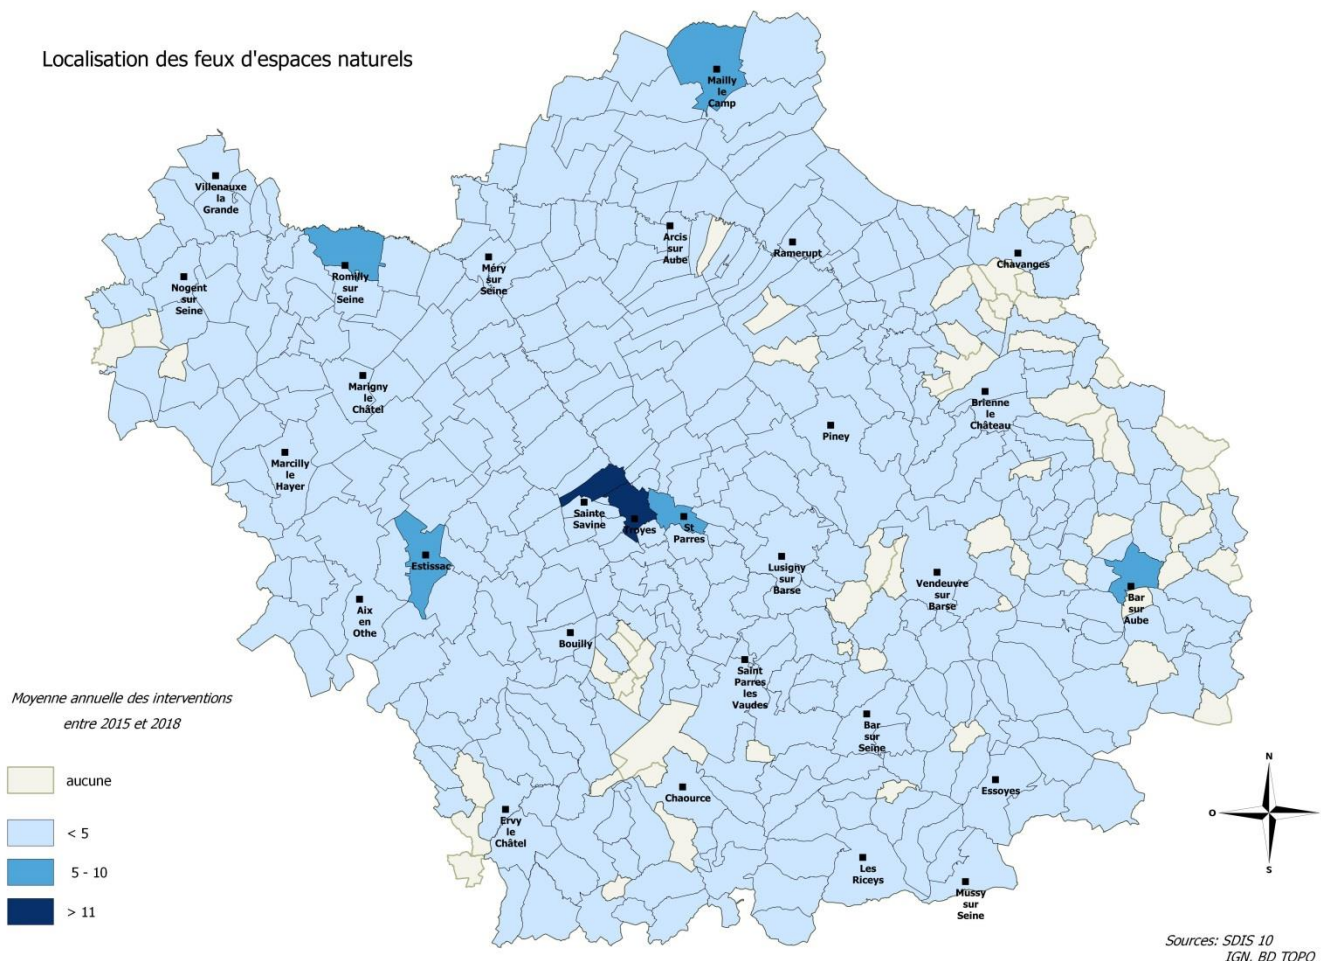 Localisation des feux d'espaces naturels
Mailly
le
Camp
Villenauxe
la
Grande
Arcis
sur
Aube
Ramerupt
Chavanges
Romilly
sur
Seine
Méry
sur
Seine
Nogent
sur
Seine
Marigny
le
Châtel
Brienne
le
Château
Piney
Marcilly
le
Hayer
Sainte
Savine
Troyes
St
Parres
Estissac
Lusigny
sur
Barse
Vendeuvre
sur
Barse
Bar
sur
Aube
Aix
en
Othe
Bouilly
Saint
Parres
les
Vaudes
Bar
sur
Seine
Essoyes
Chaource
Ervy
le
Châtel
Les
Riceys
Mussy
sur
Seine
Moyenne annuelle des interventions
entre 2015 et 2018
aucune
< 5
5 - 10
> 11
N
O
S
Sources: SDIS 10
IGN, BD TOPO